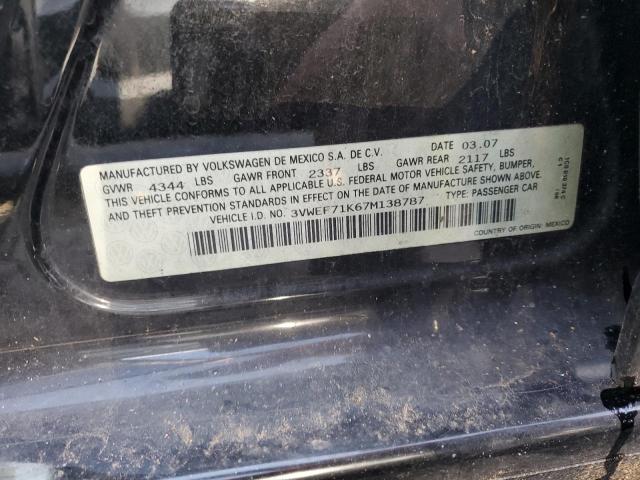 MANUFACTURED BY VOLKSWAGEN DE MEXICO S.A. DE C.V. DATE 03.07
GVWR 4344 LBS GAWR FRONT 2337 LBS GAWR REAR 2117 LBS
THIS VEHICLE CONFORMS TO ALL APPLICABLE U.S. FEDERAL MOTOR VEHICLE SAFETY, BUMPER,
AND THEFT PREVENTION STANDARDS IN EFFECT ON THE DATE OF MANUFACTURE SHOWN ABOVE.
VEHICLE I.D. NO. 3VWEF71K67M138787 TYPE: PASSENGER CAR
COUNTRY OF ORIGIN: MEXICO